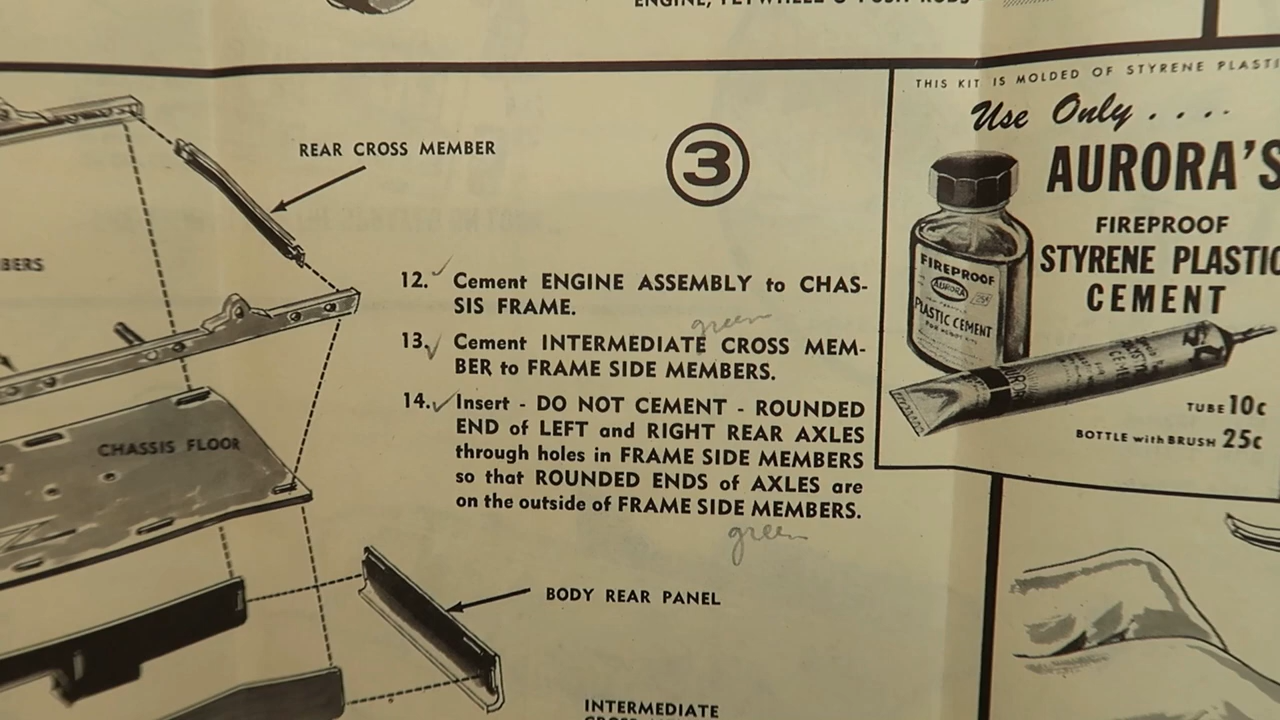 ENGINE, FLYWHEEL & PUSH RODS
REAR CROSS MEMBER
3
BERS
12. Cement ENGINE ASSEMBLY to CHAS-
SIS FRAME.
green
13. Cement INTERMEDIATE CROSS MEM-
BER to FRAME SIDE MEMBERS.
14. Insert - DO NOT CEMENT - ROUNDED
END of LEFT and RIGHT REAR AXLES
through holes in FRAME SIDE MEMBERS
so that ROUNDED ENDS of AXLES are
on the outside of FRAME SIDE MEMBERS.
green
CHASSIS FLOOR
BODY REAR PANEL
INTERMEDIATE
THIS KIT IS MOLDED OF STYRENE PLASTI
Use Only . . . .
AURORA'S
FIREPROOF
STYRENE PLASTIC
CEMENT
FIREPROOF
AURORA
25¢
PLASTIC CEMENT
TUBE 10c
BOTTLE with BRUSH 25c